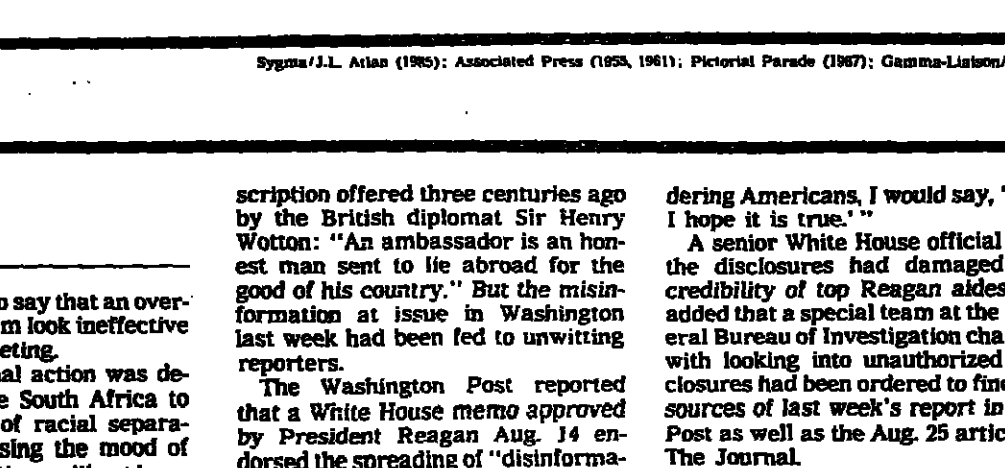 Sygma/J.L. Atlan (1985); Associated Press (1955, 1961); Pictorial Parade (1967); Gamma-Liaison/
say that an over-
m look ineffective
eting.
al action was de-
e South Africa to
of racial separa-
sing the mood of
scription offered three centuries ago
by the British diplomat Sir Henry
Wotton: "An ambassador is an hon-
est man sent to lie abroad for the
good of his country." But the misin-
formation at issue in Washington
last week had been fed to unwitting
reporters.
The Washington Post reported
that a White House memo approved
by President Reagan Aug. 14 en-
dorsed the spreading of "disinforma-
dering Americans, I would say, '
I hope it is true.' "
A senior White House official
the disclosures had damaged
credibility of top Reagan aides
added that a special team at the
eral Bureau of Investigation cha
with looking into unauthorized
closures had been ordered to fin
sources of last week's report in
Post as well as the Aug. 25 artic
The Journal.